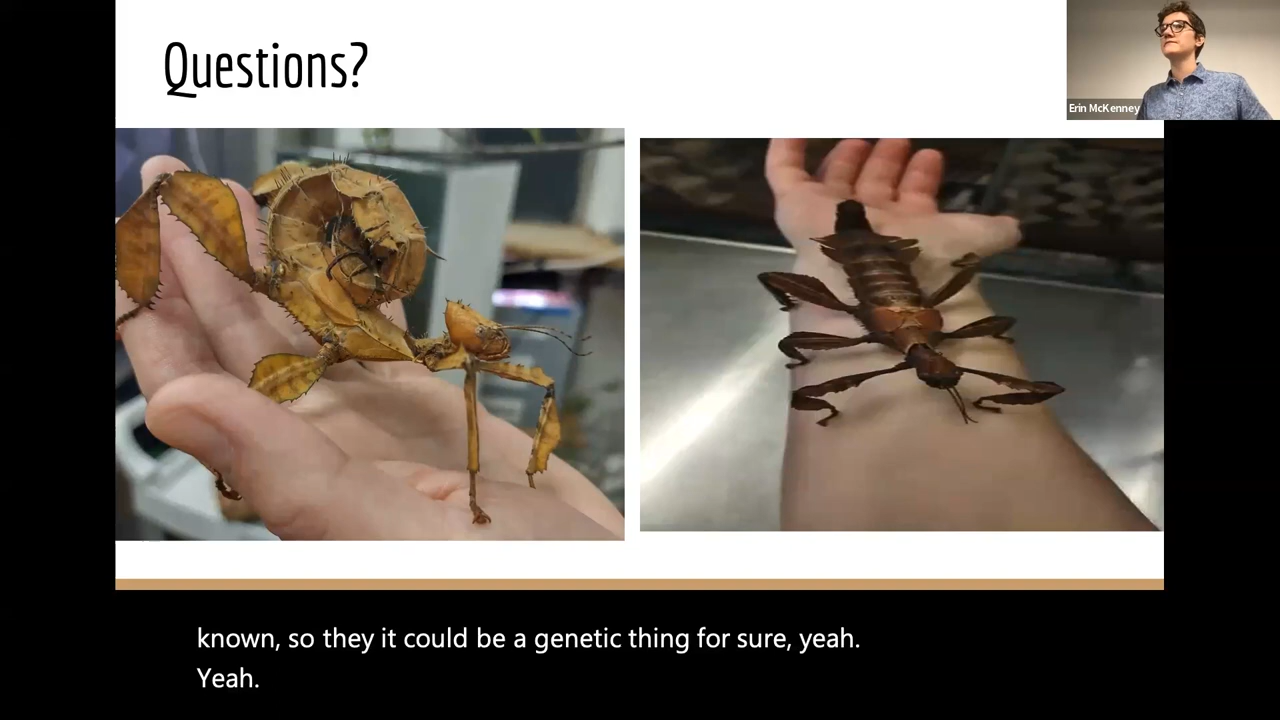 Questions?
Erin McKenney
known, so they it could be a genetic thing for sure, yeah.
Yeah.